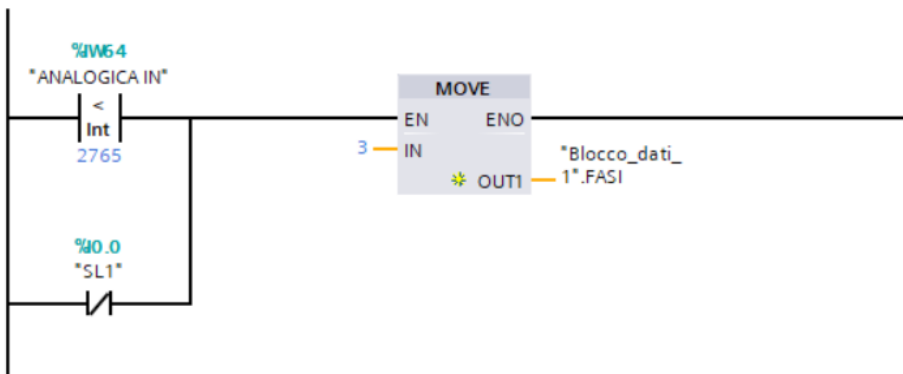 %IW64
"ANALOGICA IN"
<
Int
2765
MOVE
EN ENO
3 IN
OUT1
"Blocco_dati_
1".FASI
%I0.0
"SL1"